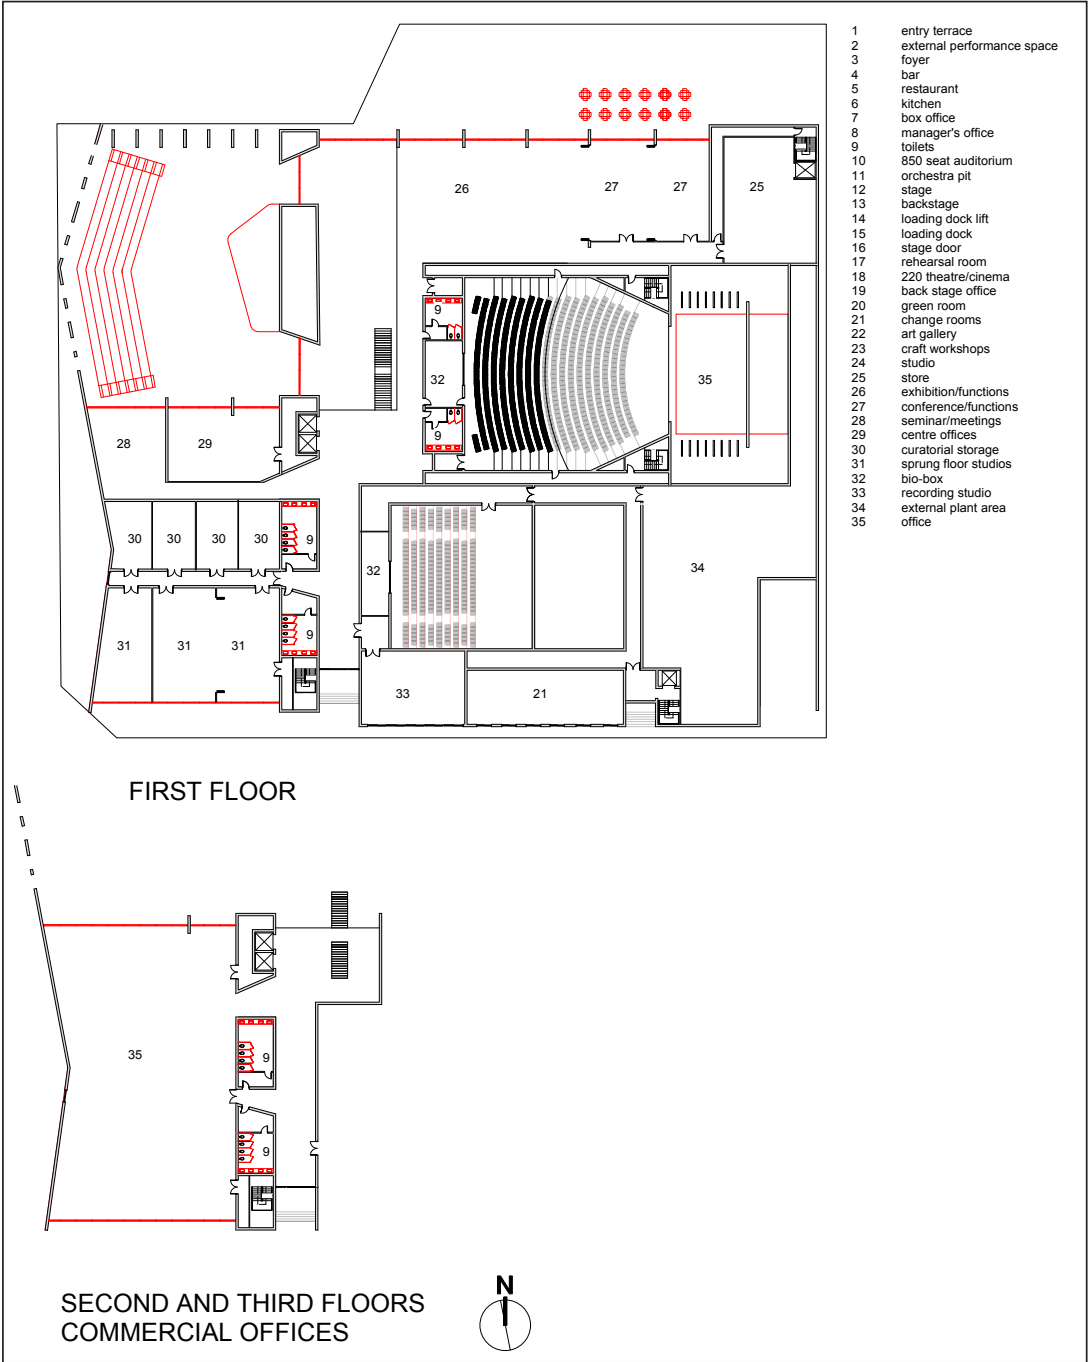 1 entry terrace
2 external performance space
3 foyer
4 bar
5 restaurant
6 kitchen
7 box office
8 manager's office
9 toilets
10 850 seat auditorium
11 orchestra pit
12 stage
13 backstage
14 loading dock lift
15 loading dock
16 stage door
17 rehearsal room
18 220 theatre/cinema
19 back stage office
20 green room
21 change rooms
22 art gallery
23 craft workshops
24 studio
25 store
26 exhibition/functions
27 conference/functions
28 seminar/meetings
29 centre offices
30 curatorial storage
31 sprung floor studios
32 bio-box
33 recording studio
34 external plant area
35 office
26 27 27 25
9
32 35
9
28 29
30 30 30 30 9
32 34
9
31 31 31
33 21
FIRST FLOOR
35 9
9
SECOND AND THIRD FLOORS
COMMERCIAL OFFICES
N